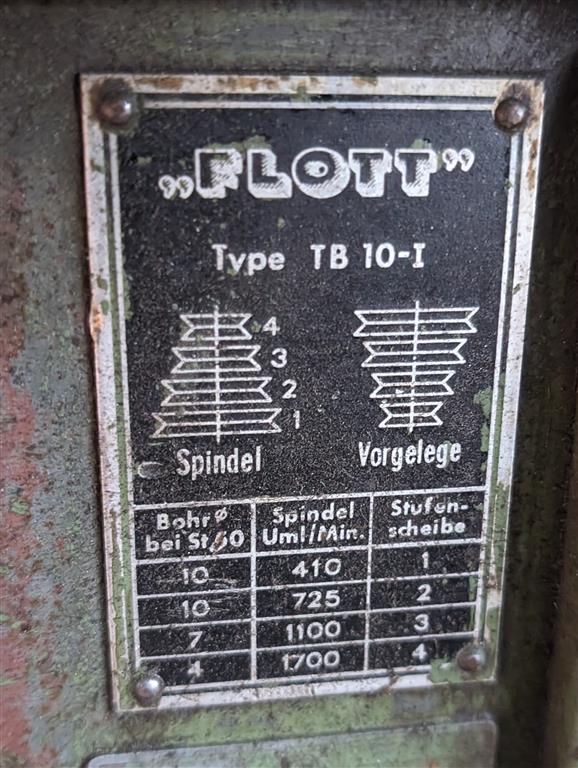 „FLOTT”
Type TB 10-I
4
3
2
1
Spindel Vorgelege
Bohr ⌀ Spindel Stufen-
bei St.60 Uml/Min. scheibe
10 410 1
10 725 2
7 1100 3
4 1700 4